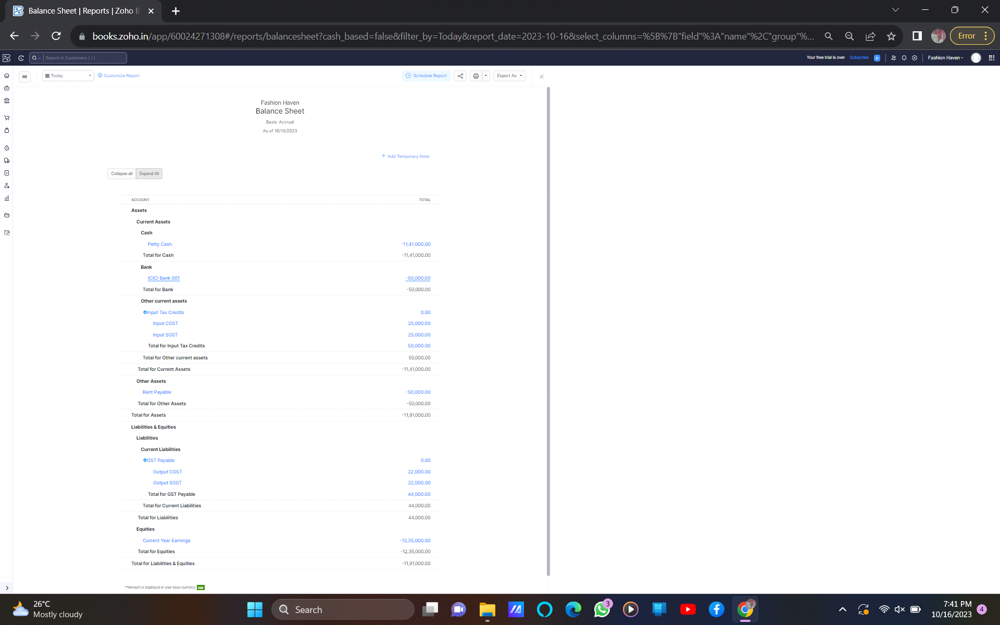 Balance Sheet | Reports | Zoho B
books.zoho.in/app/60024271308#/reports/balancesheet?cash_based=false&filter_by=Today&report_date=2023-10-16&select_columns=%5B%7B"field"%3A"name"%2C"group"%...
Error
Search in Customers ( / )
Your free trial is over Subscribe
Fashion Haven
Today
Customize Report
Schedule Report
Export As
Fashion Haven
Balance Sheet
Basis: Accrual
As of 16/10/2023
+ Add Temporary Note
Collapse all Expand All
ACCOUNT TOTAL
Assets
Current Assets
Cash
Petty Cash -11,41,000.00
Total for Cash -11,41,000.00
Bank
ICICI Bank 001 -50,000.00
Total for Bank -50,000.00
Other current assets
Input Tax Credits 0.00
Input CGST 25,000.00
Input SGST 25,000.00
Total for Input Tax Credits 50,000.00
Total for Other current assets 50,000.00
Total for Current Assets -11,41,000.00
Other Assets
Rent Payable -50,000.00
Total for Other Assets -50,000.00
Total for Assets -11,91,000.00
Liabilities & Equities
Liabilities
Current Liabilities
GST Payable 0.00
Output CGST 22,000.00
Output SGST 22,000.00
Total for GST Payable 44,000.00
Total for Current Liabilities 44,000.00
Total for Liabilities 44,000.00
Equities
Current Year Earnings -12,35,000.00
Total for Equities -12,35,000.00
Total for Liabilities & Equities -11,91,000.00
**Amount is displayed in your base currency INR
26°C
Mostly cloudy
Search
3
7:41 PM
10/16/2023
4